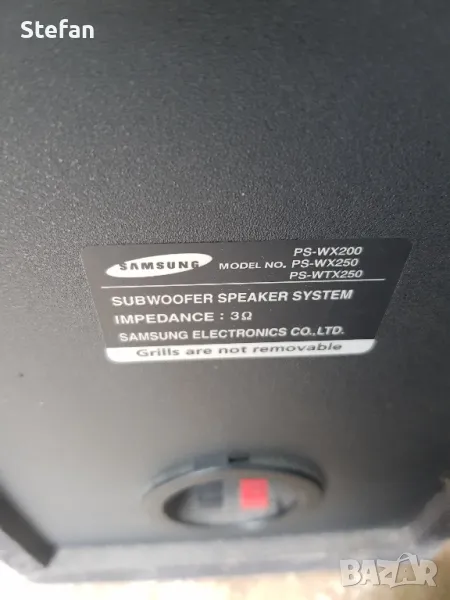 Stefan
PS-WX200
SAMSUNG MODEL NO. PS-WX250
PS-WTX250
SUBWOOFER SPEAKER SYSTEM
IMPEDANCE : 3Ω
SAMSUNG ELECTRONICS CO.,LTD.
Grills are not removable
BAZAR